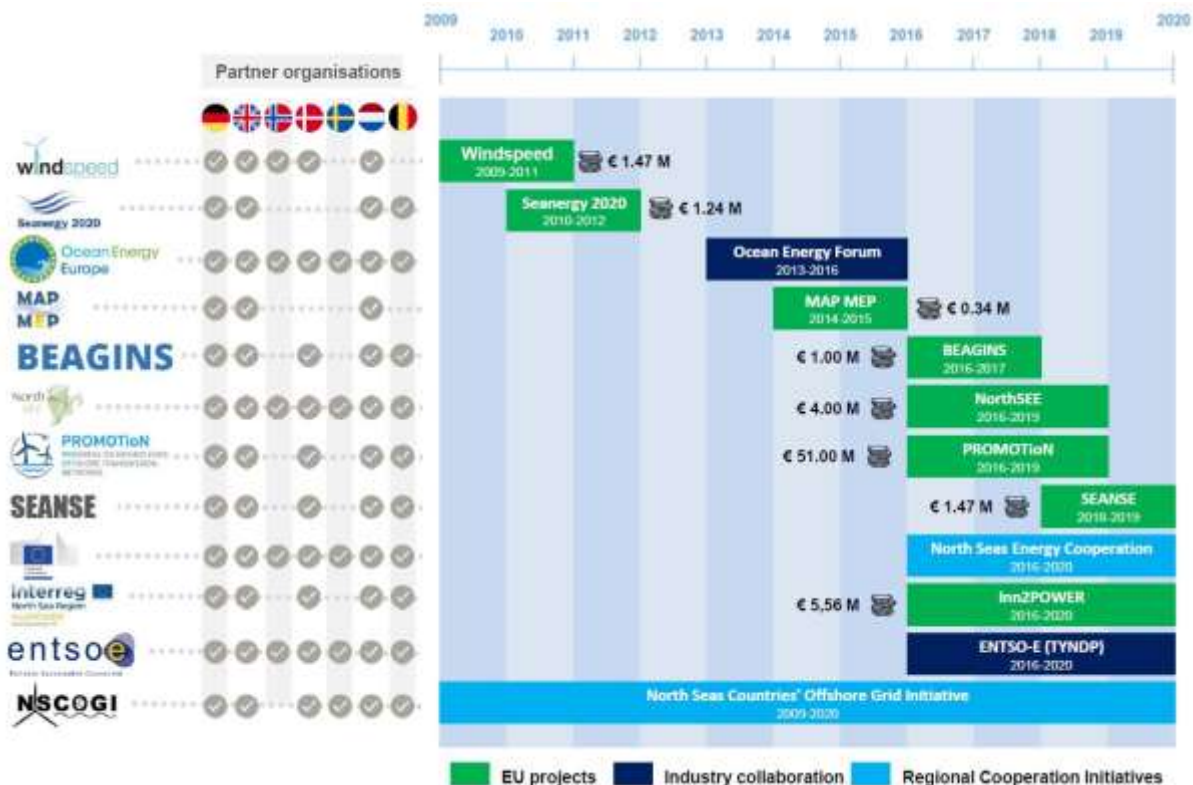 2009 2020
2010 2011 2012 2013 2014 2015 2016 2017 2018 2019
Partner organisations
windspeed
Windspeed
2009-2011
€ 1.47 M
Seanergy 2020
Seanergy 2020
2010-2012
€ 1.24 M
Ocean Energy
Europe
Ocean Energy Forum
2013-2016
MAP
MEP
MAP MEP
2014-2015
€ 0.34 M
BEAGINS
€ 1.00 M
BEAGINS
2016-2017
North
SEE
€ 4.00 M
NorthSEE
2016-2019
PROMOTioN
€ 51.00 M
PROMOTioN
2016-2019
SEANSE
€ 1.47 M
SEANSE
2018-2019
North Seas Energy Cooperation
2016-2020
interreg
North Sea Region
€ 5,56 M
Inn2POWER
2016-2020
entsoe
ENTSO-E (TYNDP)
2016-2020
NSCOGI
North Seas Countries' Offshore Grid Initiative
2009-2020
EU projects
Industry collaboration
Regional Cooperation Initiatives